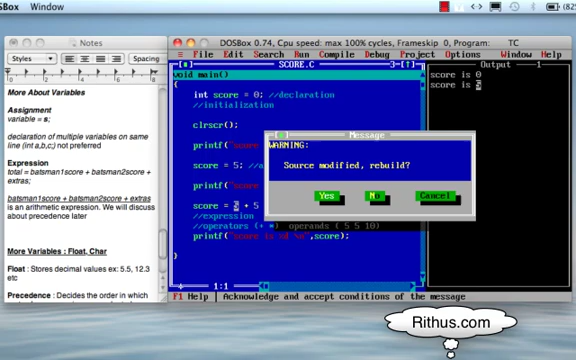 DOSBox Window
Notes
Styles Spacing
More About Variables
Assignment
variable = s;
declaration of multiple variables on same
line (int a,b,c;) not preferred
Expression
total = batsman1score + batsman2score +
extras;
batsman1score + batsman2score + extras
is an arithmetic expression. We will discuss
about precedence later
More Variables : Float, Char
Float : Stores decimal values ex: 5.5, 12.3
etc
Precedence : Decides the order in which
DOSBox 0.74, Cpu speed: max 100% cycles, Frameskip 0, Program: TC
File Edit Search Run Compile Debug Project Options Window Help
SCORE.C 3
void main()
{
int score = 0; //declaration
//initialization
clrscr();
printf("score
score = 5; //a
printf("score
score = + 5
//expression
//operators (+ =) operands ( 5 5 10)
printf("score is %d \n",score);
}
1:1
Output 1
score is 0
score is
Message
WARNING:
Source modified, rebuild?
Yes No Cancel
F1 Help Acknowledge and accept conditions of the message
Rithus.com